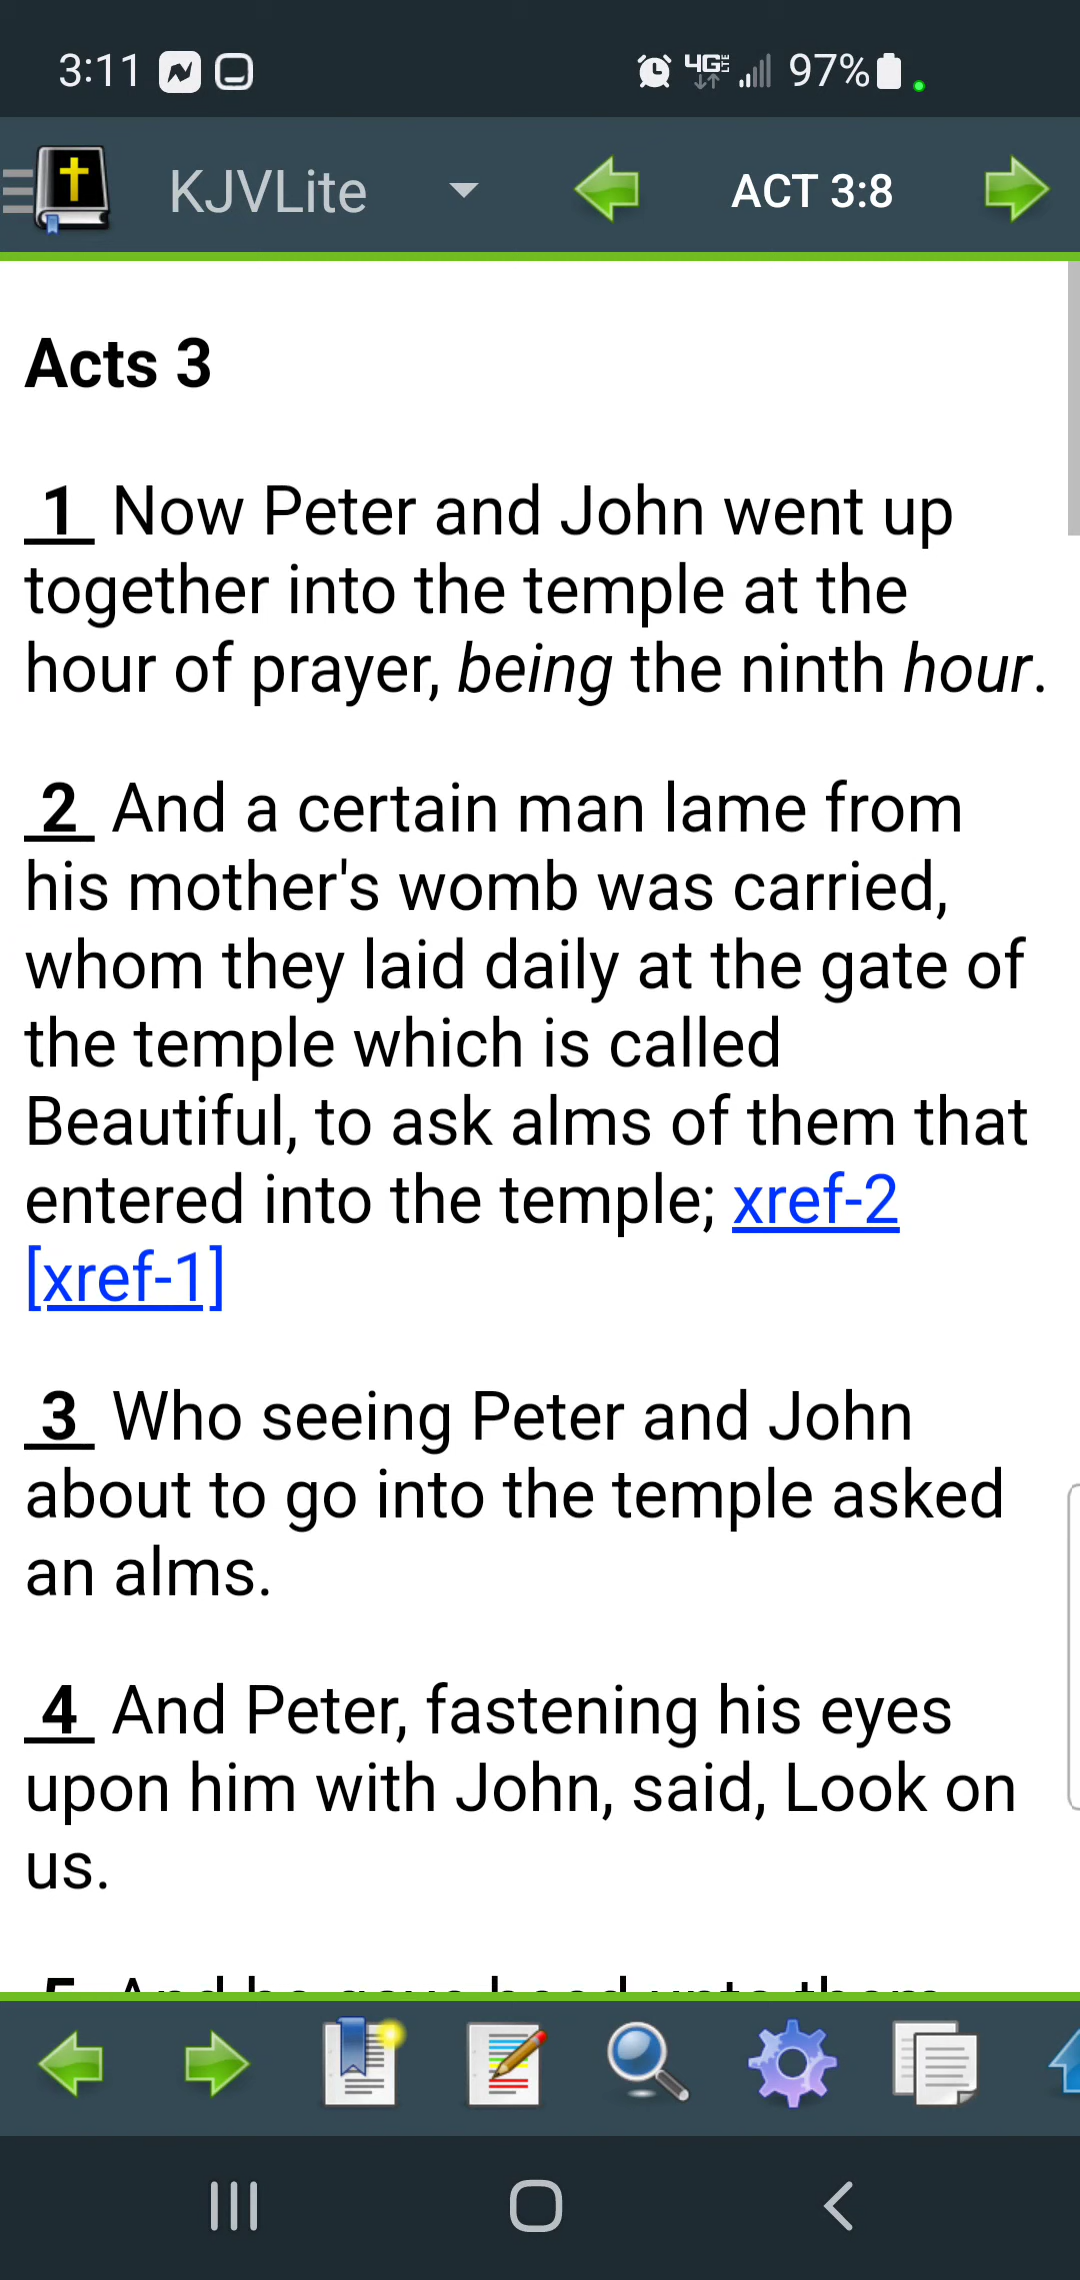 3:11 4G LTE 97%
KJVLite ACT 3:8
Acts 3
1 Now Peter and John went up
together into the temple at the
hour of prayer, being the ninth hour.
2 And a certain man lame from
his mother's womb was carried,
whom they laid daily at the gate of
the temple which is called
Beautiful, to ask alms of them that
entered into the temple; xref-2
[xref-1]
3 Who seeing Peter and John
about to go into the temple asked
an alms.
4 And Peter, fastening his eyes
upon him with John, said, Look on
us.